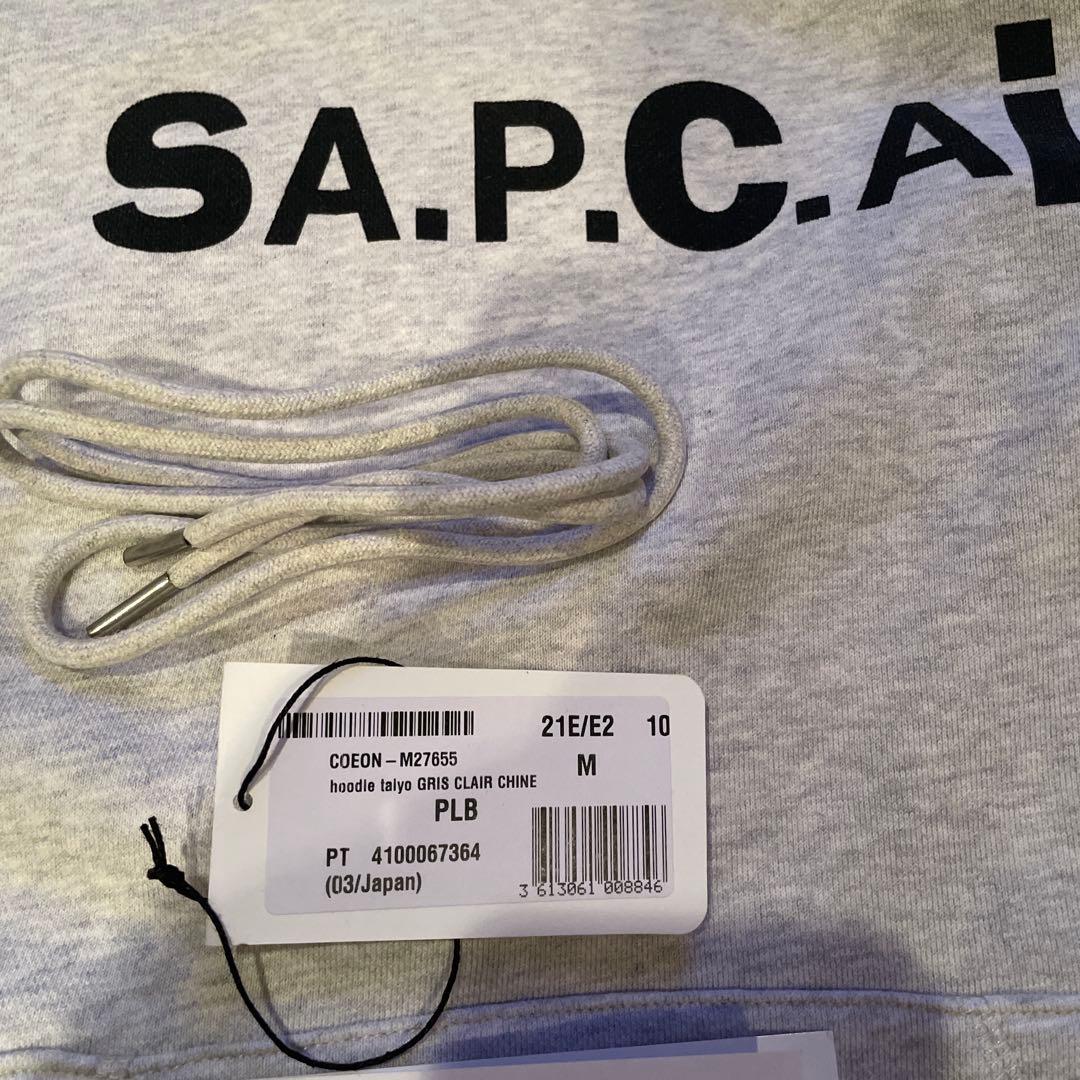 SA.P.C.Ai
21E/E2 10
COEON-M27655
M
hoodie taiyo GRIS CLAIR CHINE
PLB
PT 4100067364
(03/Japan)
3 613061 008846